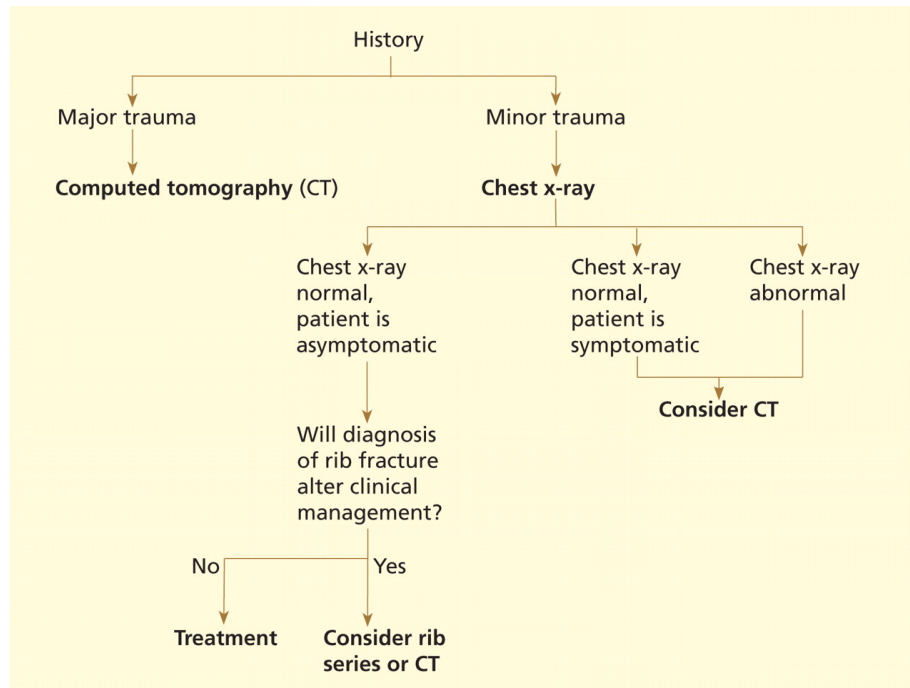 History
Major trauma
Minor trauma
Computed tomography (CT)
Chest x-ray
Chest x-ray
normal,
patient is
asymptomatic
Chest x-ray
normal,
patient is
symptomatic
Chest x-ray
abnormal
Consider CT
Will diagnosis
of rib fracture
alter clinical
management?
No
Yes
Treatment
Consider rib
series or CT